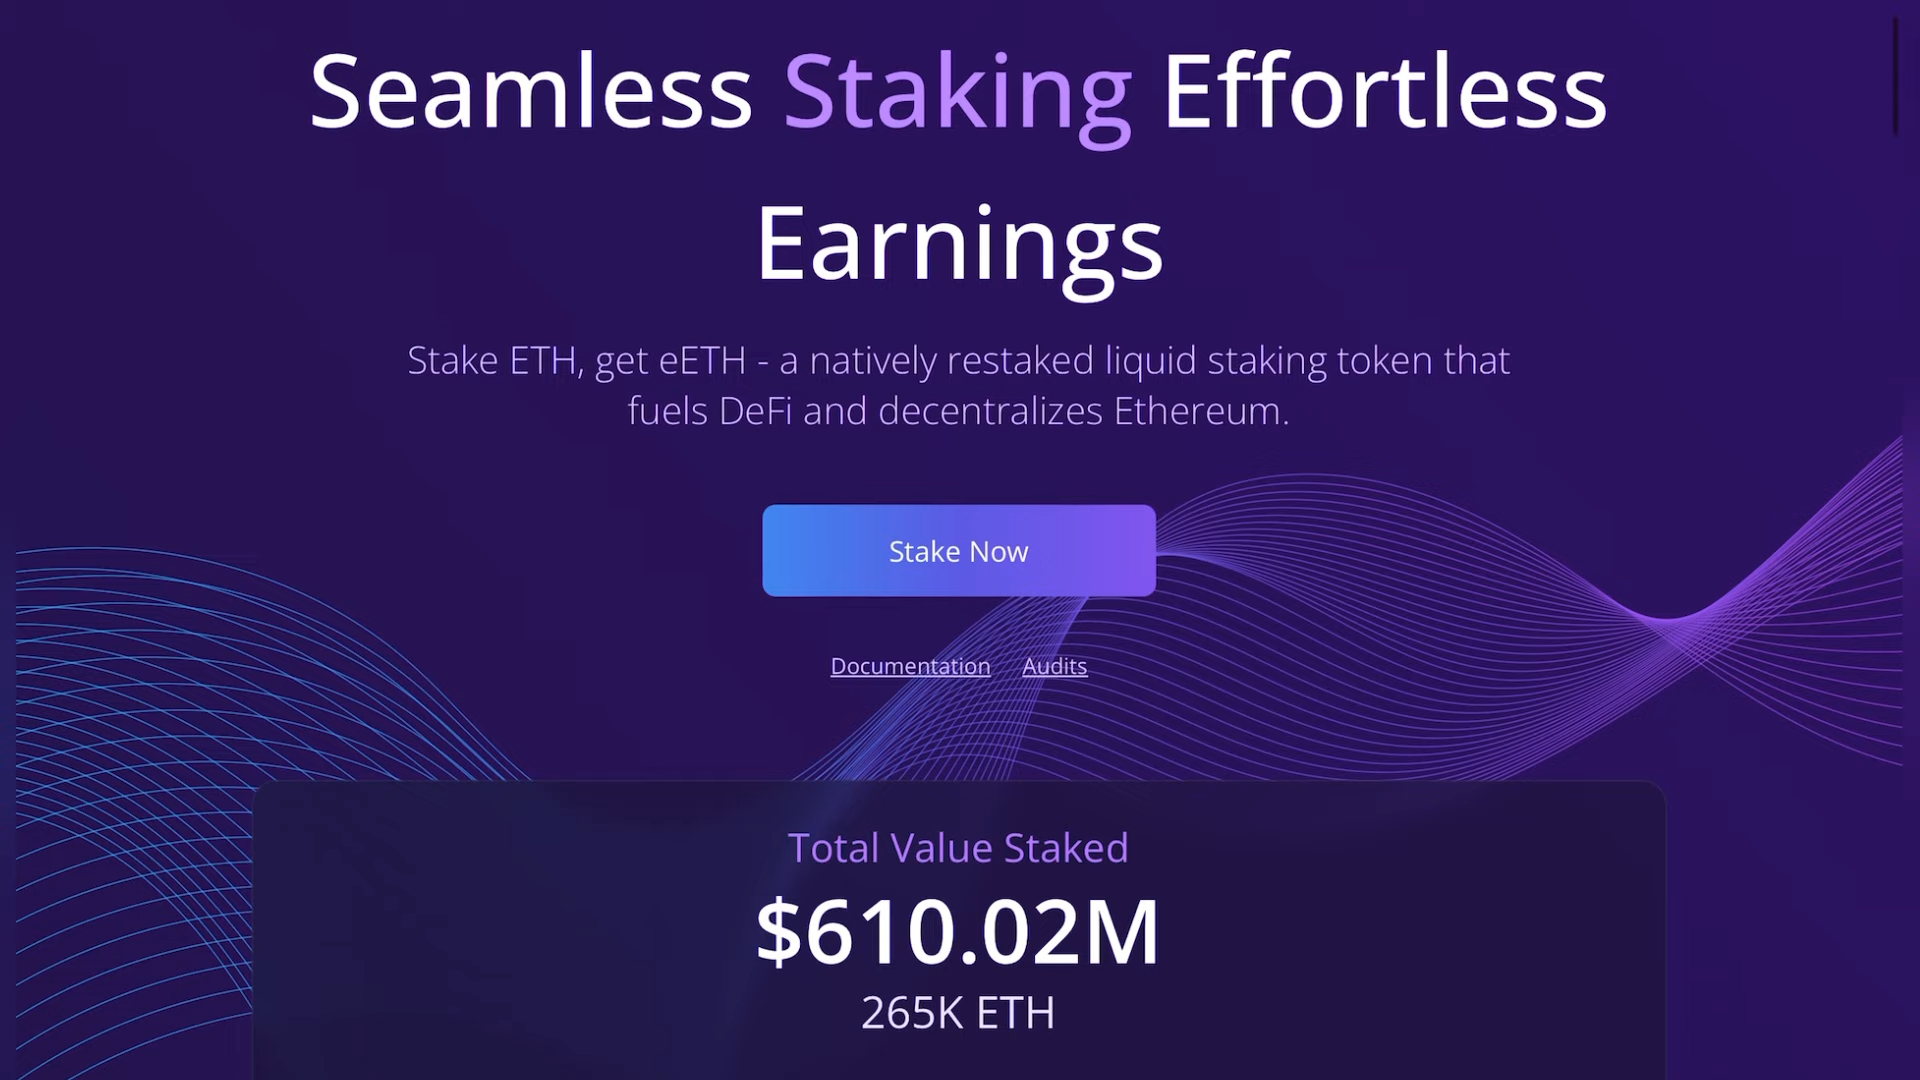 Seamless Staking Effortless
Earnings
Stake ETH, get eETH - a natively restaked liquid staking token that
fuels DeFi and decentralizes Ethereum.
Stake Now
Documentation Audits
Total Value Staked
$610.02M
265K ETH